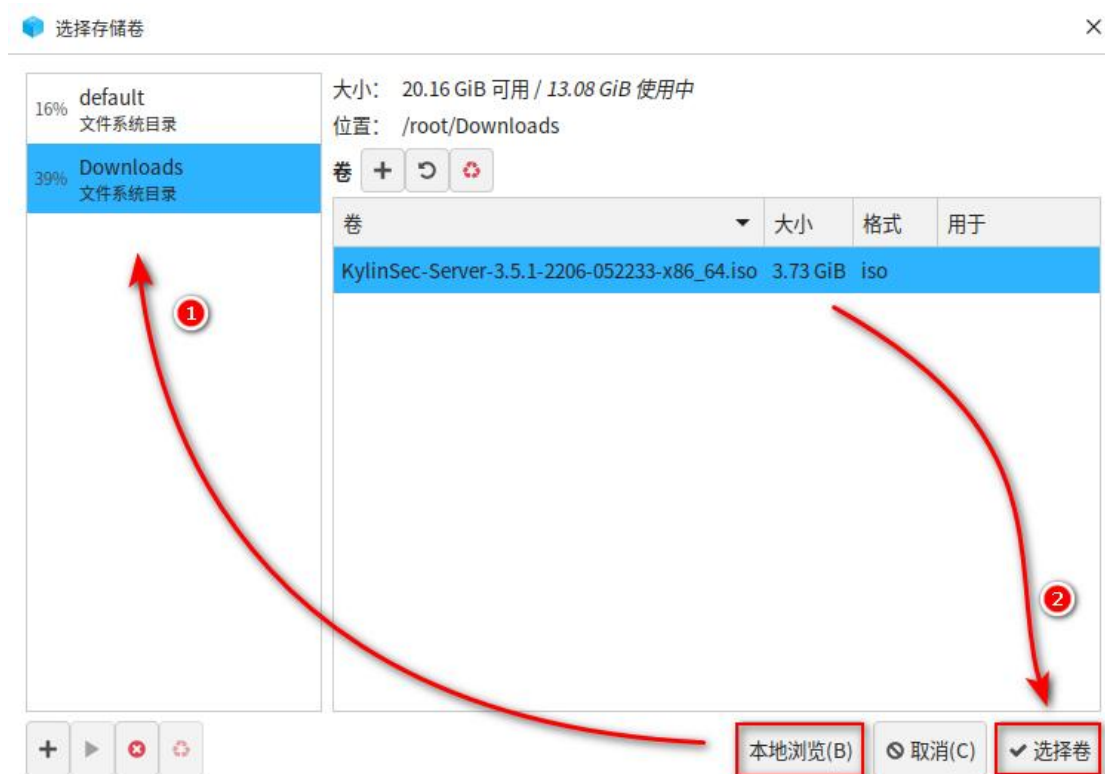 选择存储卷
16% default
文件系统目录
39% Downloads
文件系统目录
大小： 20.16 GiB 可用 / 13.08 GiB 使用中
位置： /root/Downloads
卷
卷 大小 格式 用于
KylinSec-Server-3.5.1-2206-052233-x86_64.iso 3.73 GiB iso
1
2
本地浏览(B) 取消(C) 选择卷